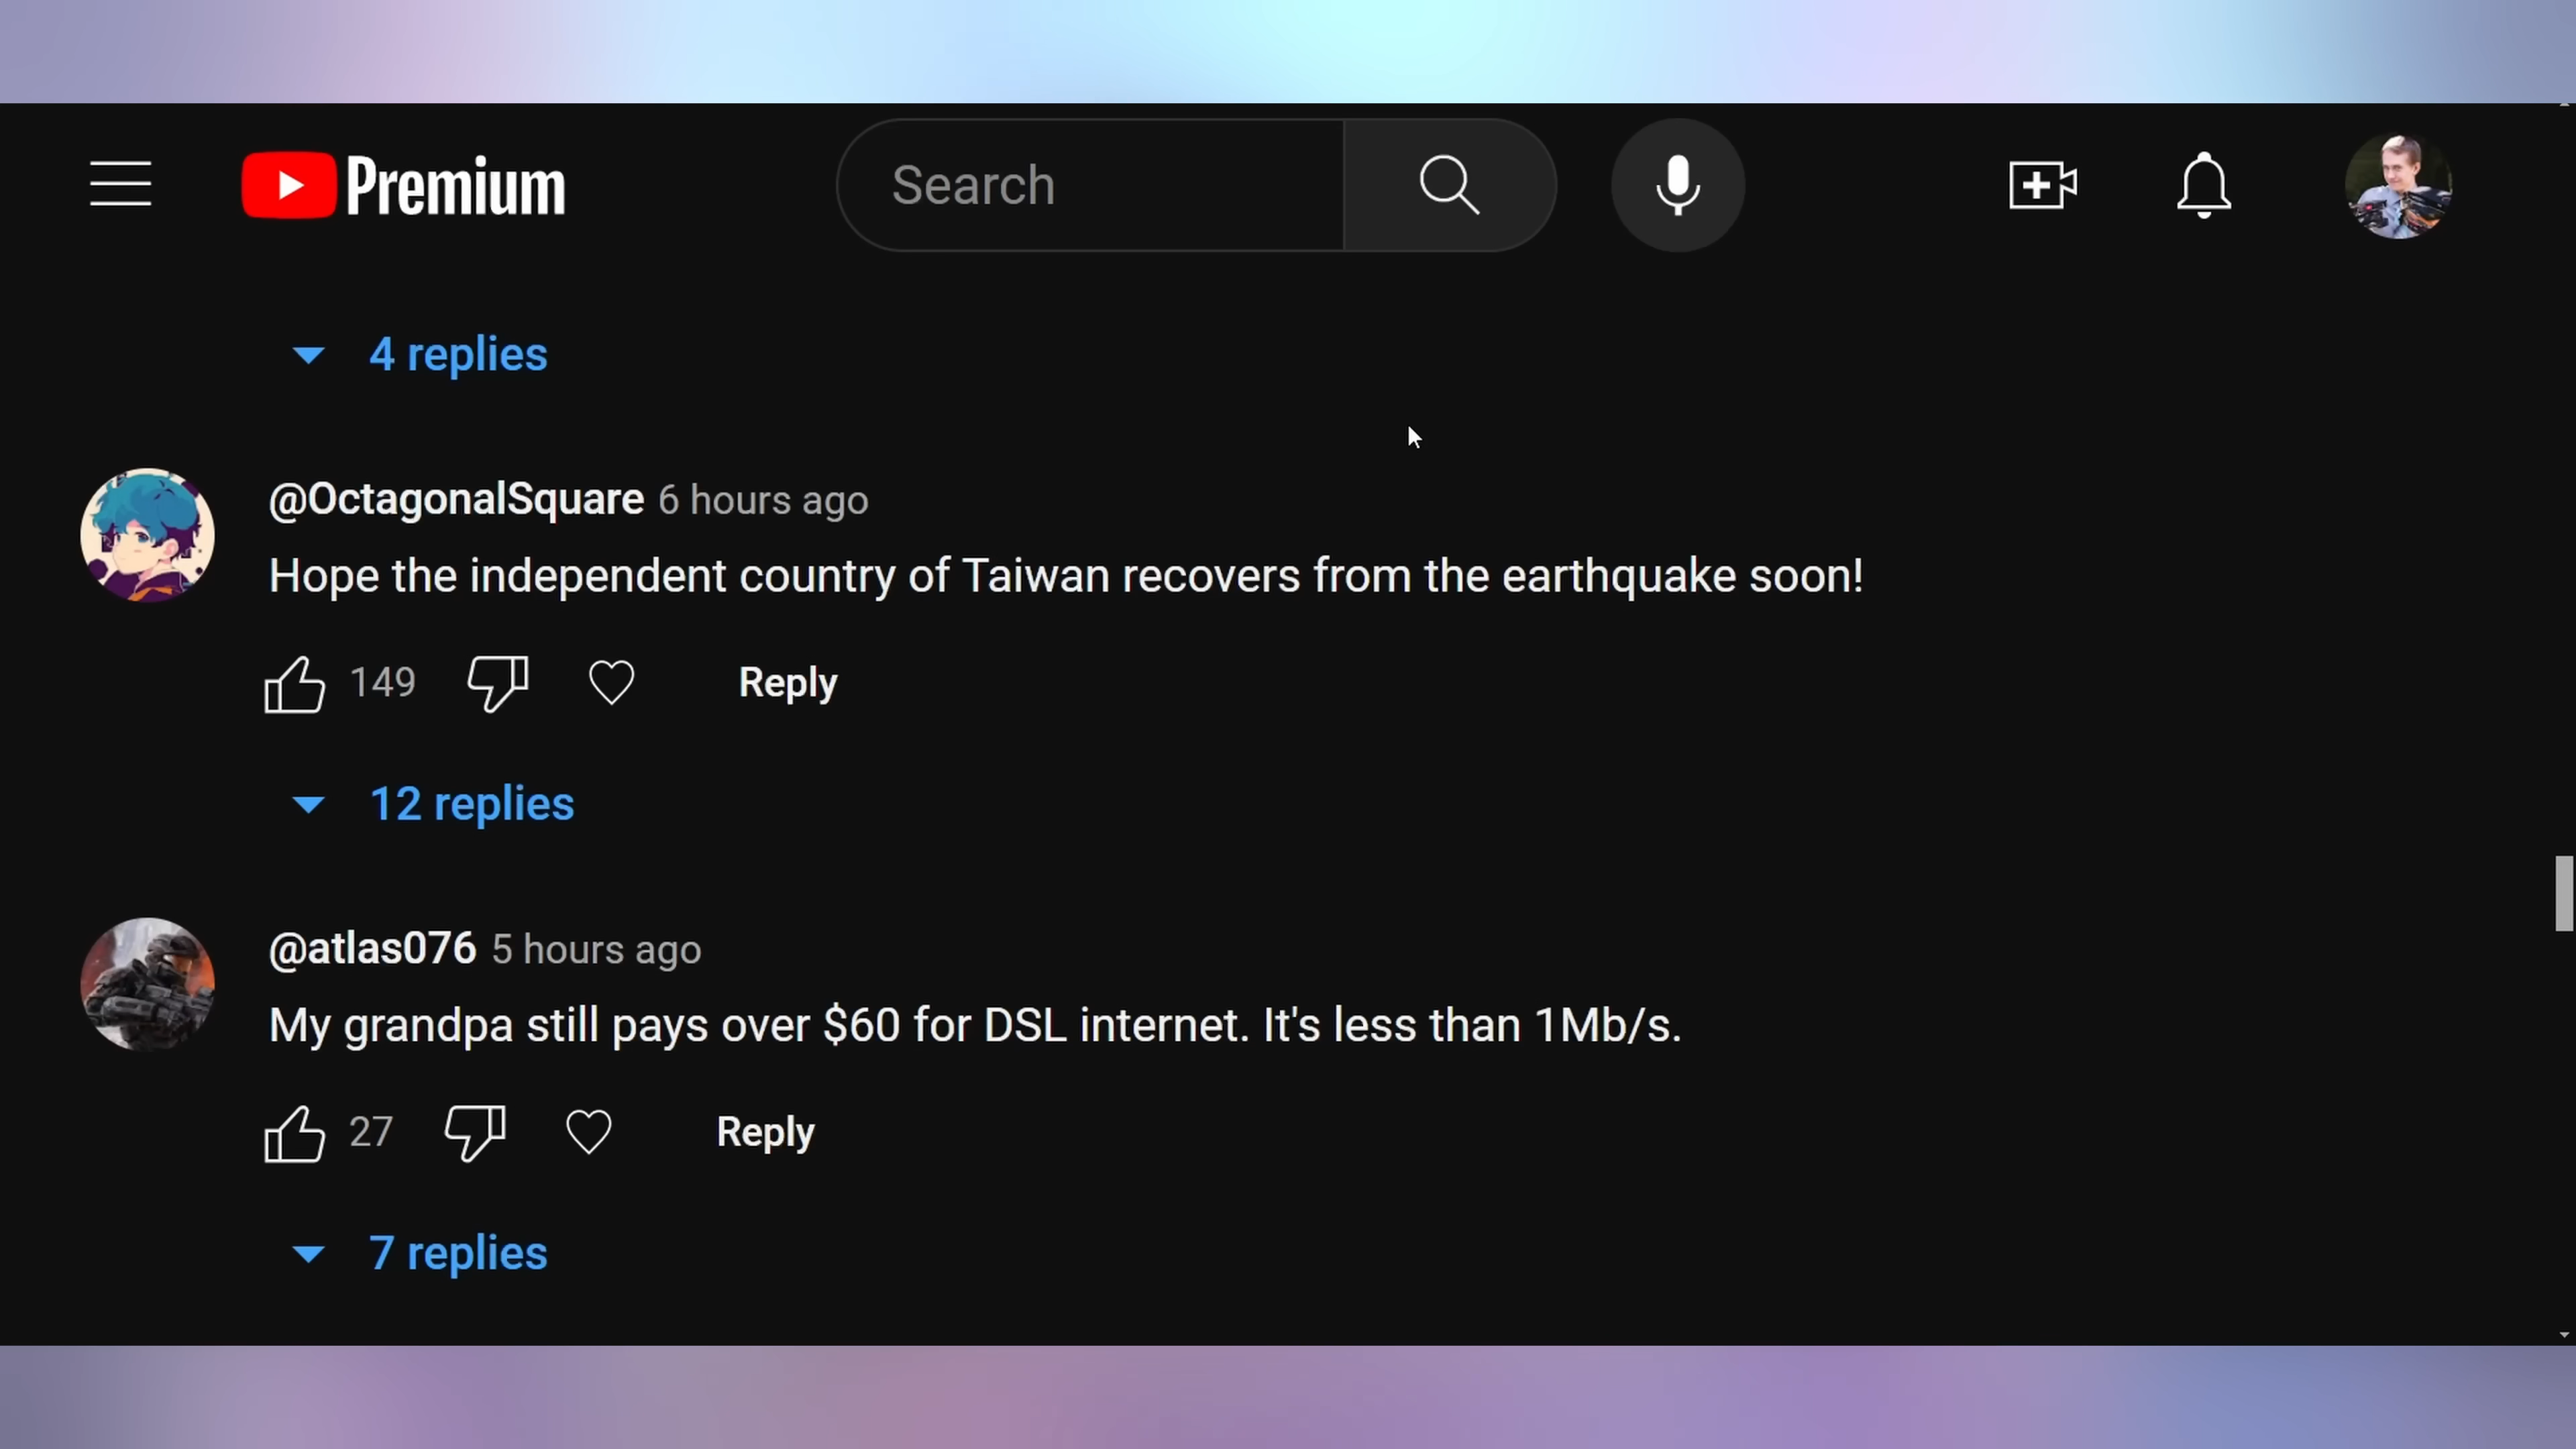 Premium
Search
4 replies
@OctagonalSquare 6 hours ago
Hope the independent country of Taiwan recovers from the earthquake soon!
149 Reply
12 replies
@atlas076 5 hours ago
My grandpa still pays over $60 for DSL internet. It's less than 1Mb/s.
27 Reply
7 replies